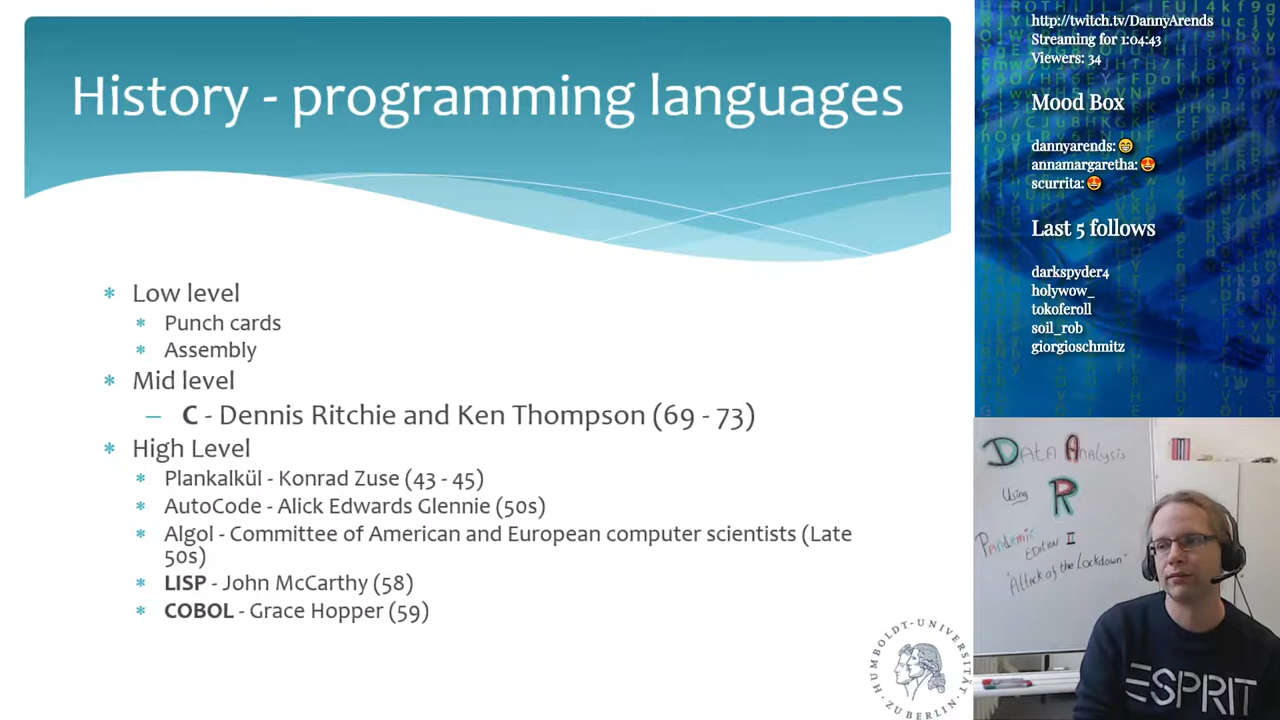 History - programming languages
Low level
Punch cards
Assembly
Mid level
C - Dennis Ritchie and Ken Thompson (69 - 73)
High Level
Plankalkül - Konrad Zuse (43 - 45)
AutoCode - Alick Edwards Glennie (50s)
Algol - Committee of American and European computer scientists (Late
50s)
LISP - John McCarthy (58)
COBOL - Grace Hopper (59)
HUMBOLDT-UNIVERSITÄT
ZU BERLIN
http://twitch.tv/DannyArends
Streaming for 1:04:43
Viewers: 34
Mood Box
dannyarends:
annamargaretha:
scurrita:
Last 5 follows
darkspyder4
holywow_
tokoferoll
soil_rob
giorgioschmitz
Data Analysis
Using R
Pandemic
Edition II
"Attack of the Lockdown"
ESPRIT